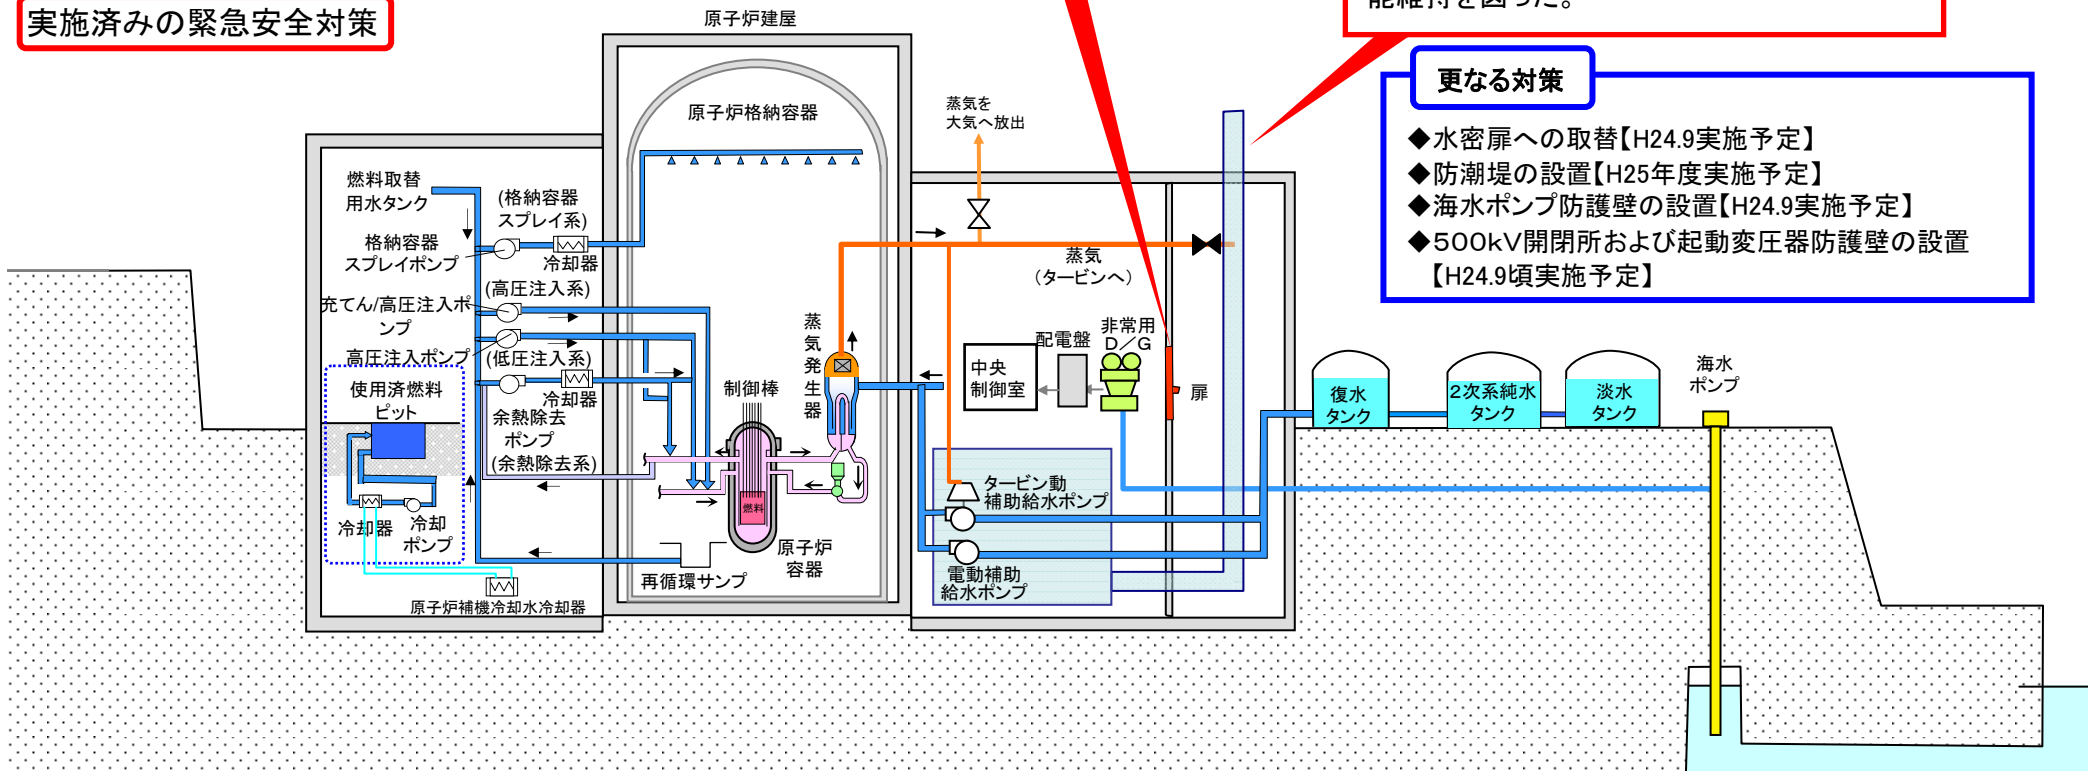 実施済みの緊急安全対策
能維持を図った。
更なる対策
◆水密扉への取替【H24.9実施予定】
◆防潮堤の設置【H25年度実施予定】
◆海水ポンプ防護壁の設置【H24.9実施予定】
◆500kV開閉所および起動変圧器防護壁の設置
【H24.9頃実施予定】
原子炉建屋
原子炉格納容器
蒸気を
大気へ放出
燃料取替
用水タンク
(格納容器
スプレイ系)
格納容器
スプレイポンプ
冷却器
(高圧注入系)
充てん/高圧注入ポ
ンプ
高圧注入ポンプ
(低圧注入系)
冷却器
使用済燃料
ピット
余熱除去
ポンプ
(余熱除去系)
冷却器
冷却
ポンプ
原子炉補機冷却水冷却器
再循環サンプ
制御棒
燃料
原子炉
容器
蒸
気
発
生
器
蒸気
(タービンへ)
中央
制御室
配電盤
非常用
D/G
扉
タービン動
補助給水ポンプ
電動補助
給水ポンプ
復水
タンク
2次系純水
タンク
淡水
タンク
海水
ポンプ